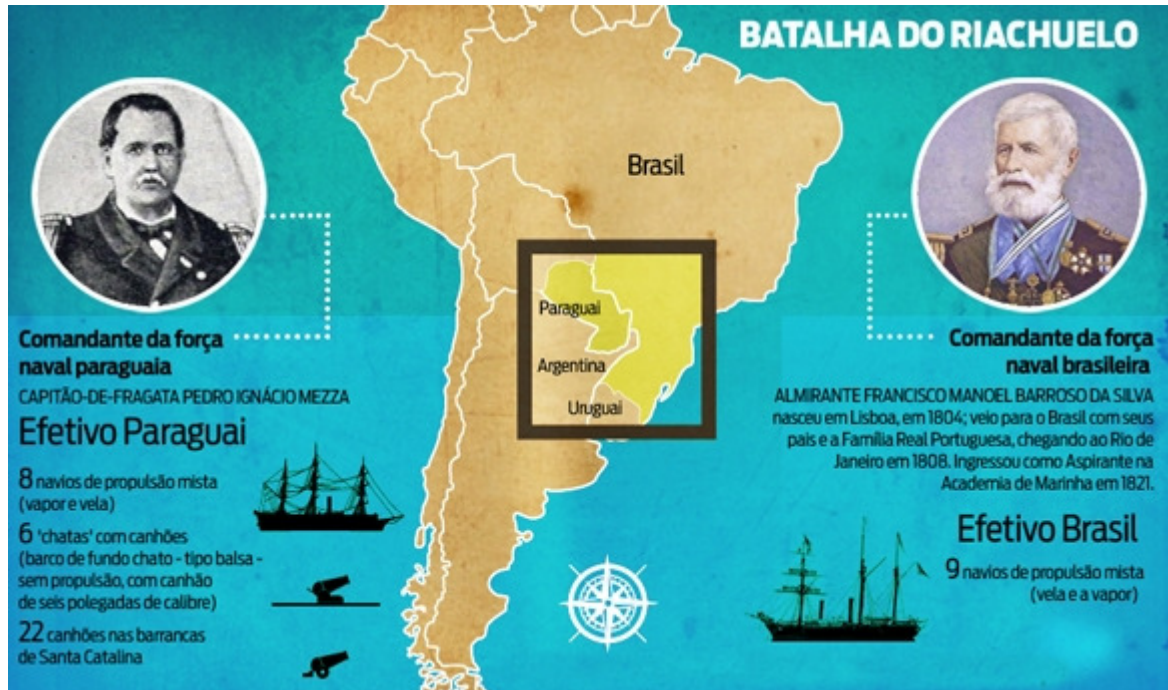 BATALHA DO RIACHUELO
Brasil
Paraguai
Argentina
Uruguai
Comandante da força
naval paraguaia
CAPITÃO-DE-FRAGATA PEDRO IGNÁCIO MEZZA
Efetivo Paraguai
8 navios de propulsão mista
(vapor e vela)
6 'chatas' com canhões
(barco de fundo chato - tipo balsa -
sem propulsão, com canhão
de seis polegadas de calibre)
22 canhões nas barrancas
de Santa Catalina
Comandante da força
naval brasileira
ALMIRANTE FRANCISCO MANOEL BARROSO DA SILVA
nasceu em Lisboa, em 1804; veio para o Brasil com seus
pais e a Família Real Portuguesa, chegando ao Rio de
Janeiro em 1808. Ingressou como Aspirante na
Academia de Marinha em 1821.
Efetivo Brasil
9 navios de propulsão mista
(vela e a vapor)